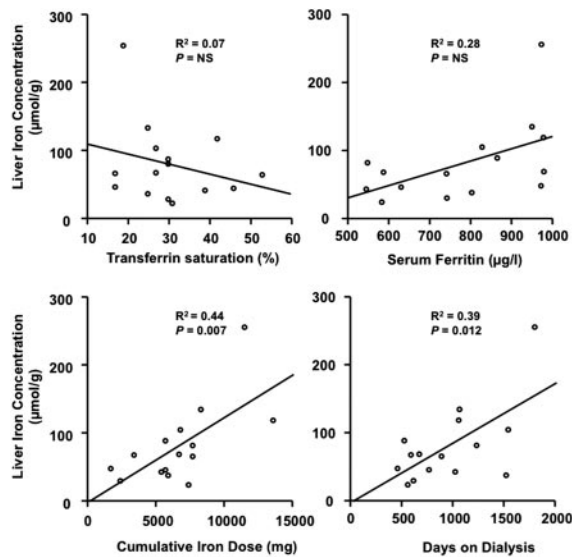 300
200
100
0
Liver Iron Concentration
(µmol/g)
R² = 0.07
P = NS
10 20 30 40 50 60
Transferrin saturation (%)
300
200
100
0
R² = 0.28
P = NS
500 600 700 800 900 1000
Serum Ferritin (µg/l)
300
200
100
0
Liver Iron Concentration
(µmol/g)
R² = 0.44
P = 0.007
0 5000 10000 15000
Cumulative Iron Dose (mg)
300
200
100
0
R² = 0.39
P = 0.012
0 500 1000 1500 2000
Days on Dialysis